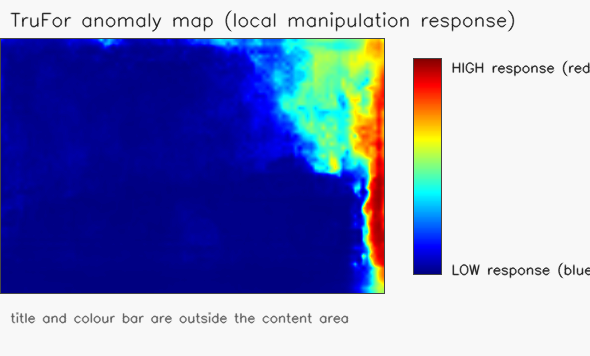 TruFor anomaly map (local manipulation response)
HIGH response (red
LOW response (blue
title and colour bar are outside the content area